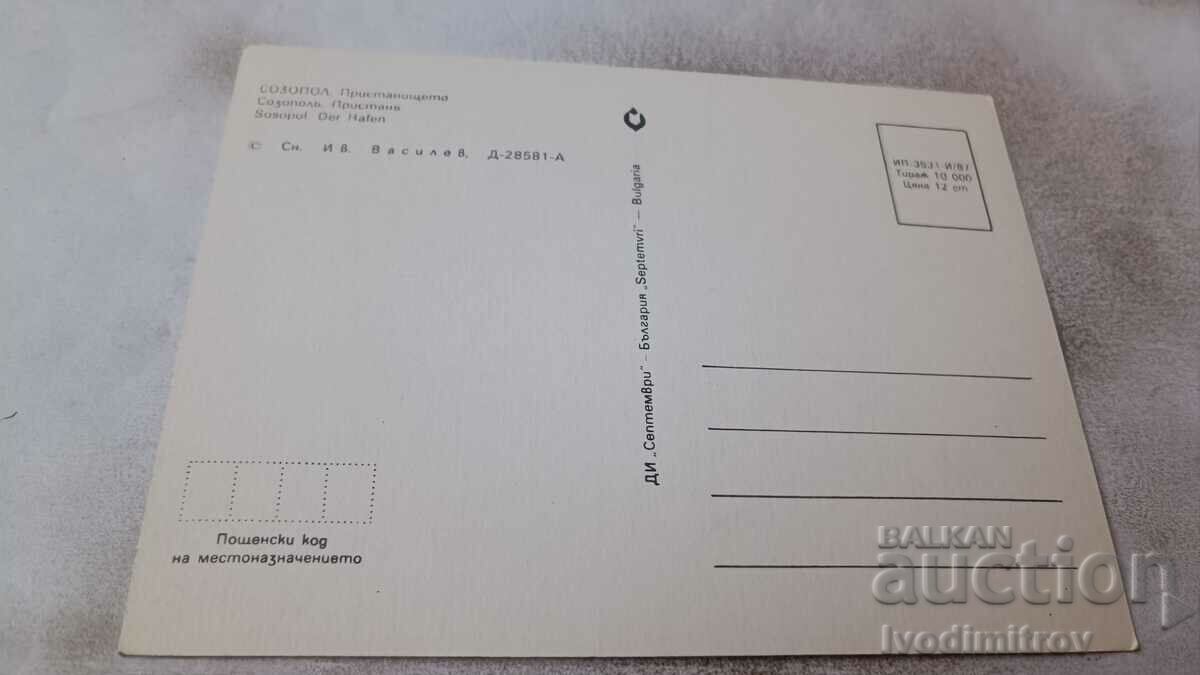 СОЗОПОЛ. Пристанището
Созополь. Пристань
Sosopol. Der Hafen
© Сн. Ив. Василев, Д-28581-А
ДИ „Септември" – България „Septemvri" – Bulgaria
ИП 3531 И/87
Тираж 10 000
Цена 12 ст
Пощенски код
на местоназначението
BALKAN
auction
Ivodimitrov